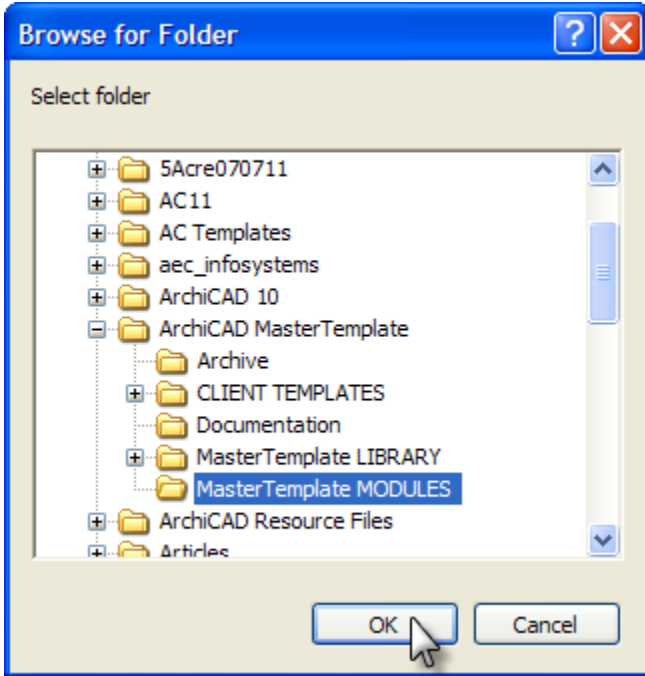 Browse for Folder
Select folder
5Acre070711
AC11
AC Templates
aec_infosystems
ArchiCAD 10
ArchiCAD MasterTemplate
Archive
CLIENT TEMPLATES
Documentation
MasterTemplate LIBRARY
MasterTemplate MODULES
ArchiCAD Resource Files
Articles
OK Cancel